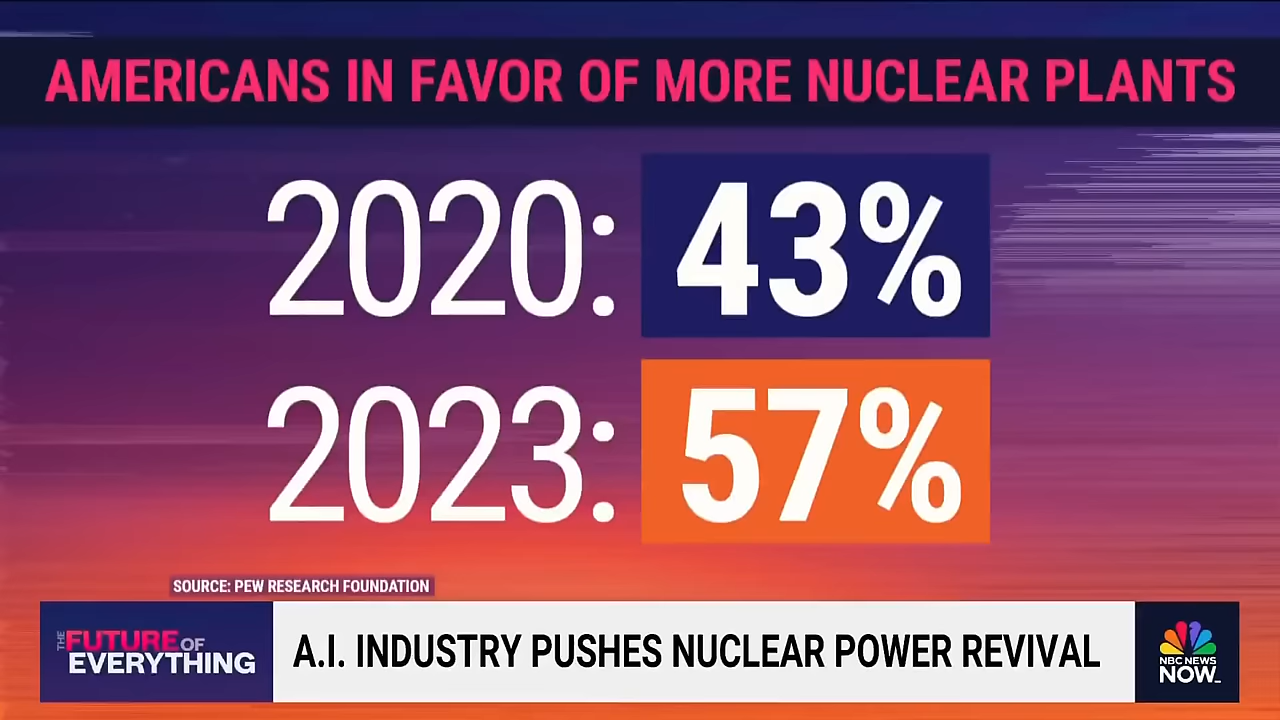 AMERICANS IN FAVOR OF MORE NUCLEAR PLANTS
2020: 43%
2023: 57%
SOURCE: PEW RESEARCH FOUNDATION
THE FUTURE OF
EVERYTHING
A.I. INDUSTRY PUSHES NUCLEAR POWER REVIVAL
NBC NEWS
NOW